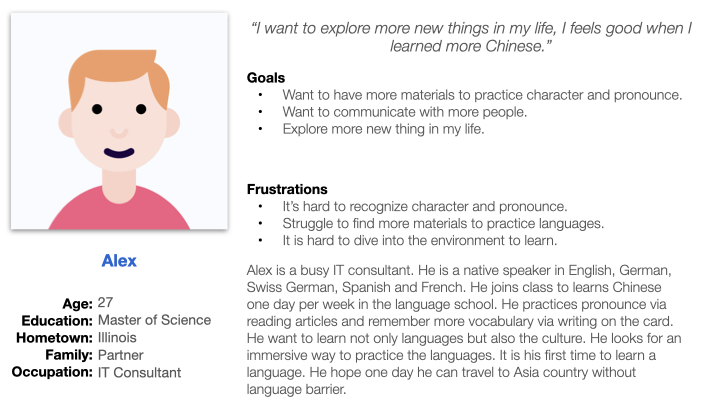 “I want to explore more new things in my life, I feels good when I
learned more Chinese.”
Goals
• Want to have more materials to practice character and pronounce.
• Want to communicate with more people.
• Explore more new thing in my life.
Frustrations
• It’s hard to recognize character and pronounce.
• Struggle to find more materials to practice languages.
• It is hard to dive into the environment to learn.
Alex
Age: 27
Education: Master of Science
Hometown: Illinois
Family: Partner
Occupation: IT Consultant
Alex is a busy IT consultant. He is a native speaker in English, German,
Swiss German, Spanish and French. He joins class to learns Chinese
one day per week in the language school. He practices pronounce via
reading articles and remember more vocabulary via writing on the card.
He want to learn not only languages but also the culture. He looks for an
immersive way to practice the languages. It is his first time to learn a
language. He hope one day he can travel to Asia country without
language barrier.